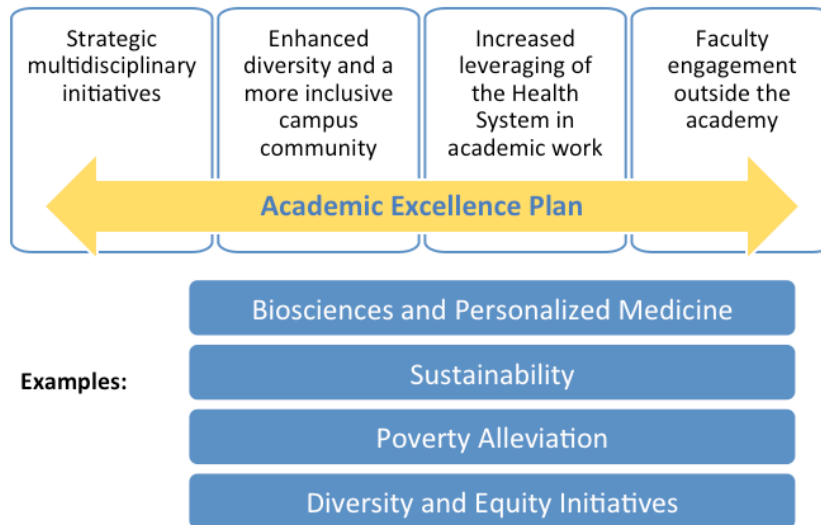 Strategic
multidisciplinary
initiatives
Enhanced
diversity and a
more inclusive
campus
community
Increased
leveraging of
the Health
System in
academic work
Faculty
engagement
outside the
academy
Academic Excellence Plan
Examples:
Biosciences and Personalized Medicine
Sustainability
Poverty Alleviation
Diversity and Equity Initiatives